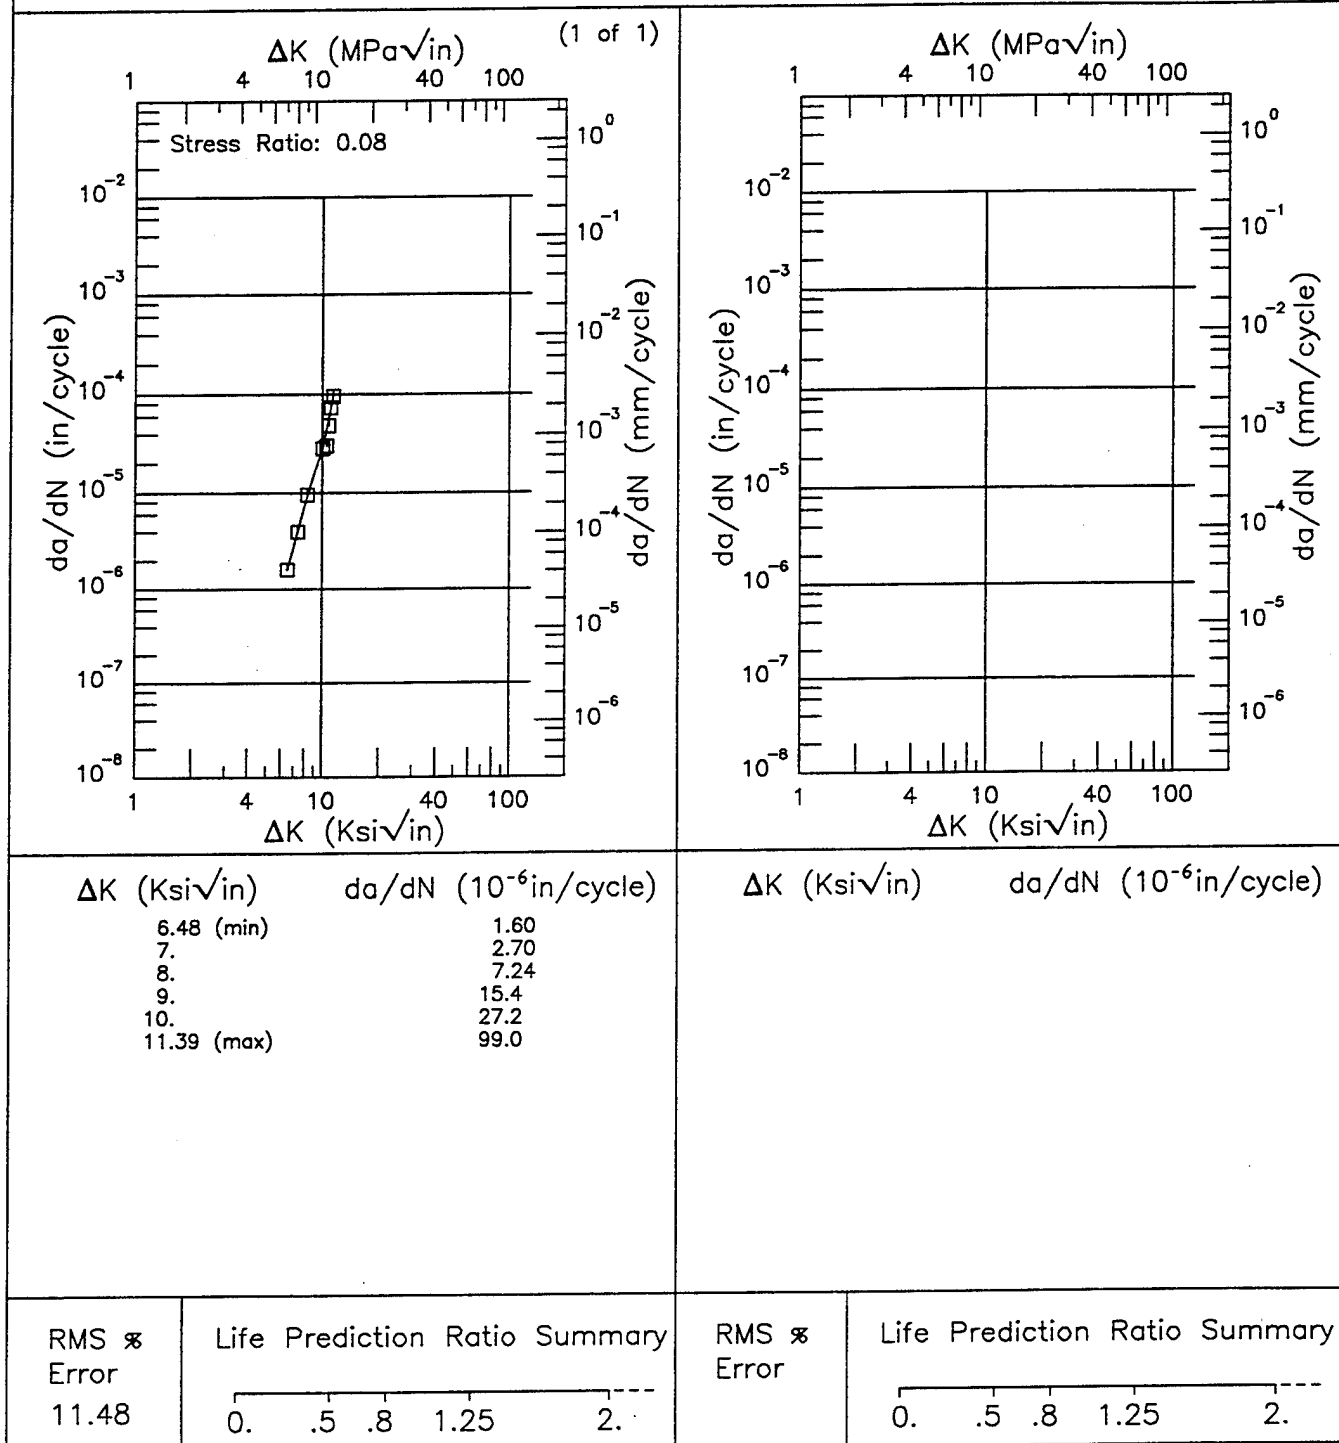 (1 of 1)
ΔK (MPa√in)
1 4 10 40 100
Stress Ratio: 0.08
10⁰
10⁻²
10⁻¹
10⁻³
10⁻²
10⁻⁴
10⁻³
10⁻⁵
10⁻⁴
10⁻⁶
10⁻⁵
10⁻⁷
10⁻⁶
10⁻⁸
da/dN (in/cycle)
da/dN (mm/cycle)
1 4 10 40 100
ΔK (Ksi√in)
ΔK (MPa√in)
1 4 10 40 100
10⁰
10⁻²
10⁻¹
10⁻³
10⁻²
10⁻⁴
10⁻³
10⁻⁵
10⁻⁴
10⁻⁶
10⁻⁵
10⁻⁷
10⁻⁶
10⁻⁸
da/dN (in/cycle)
da/dN (mm/cycle)
1 4 10 40 100
ΔK (Ksi√in)
ΔK (Ksi√in) da/dN (10⁻⁶in/cycle)
6.48 (min) 1.60
7. 2.70
8. 7.24
9. 15.4
10. 27.2
11.39 (max) 99.0
ΔK (Ksi√in) da/dN (10⁻⁶in/cycle)
RMS %
Error
11.48
Life Prediction Ratio Summary
0. .5 .8 1.25 2.
RMS %
Error
Life Prediction Ratio Summary
0. .5 .8 1.25 2.